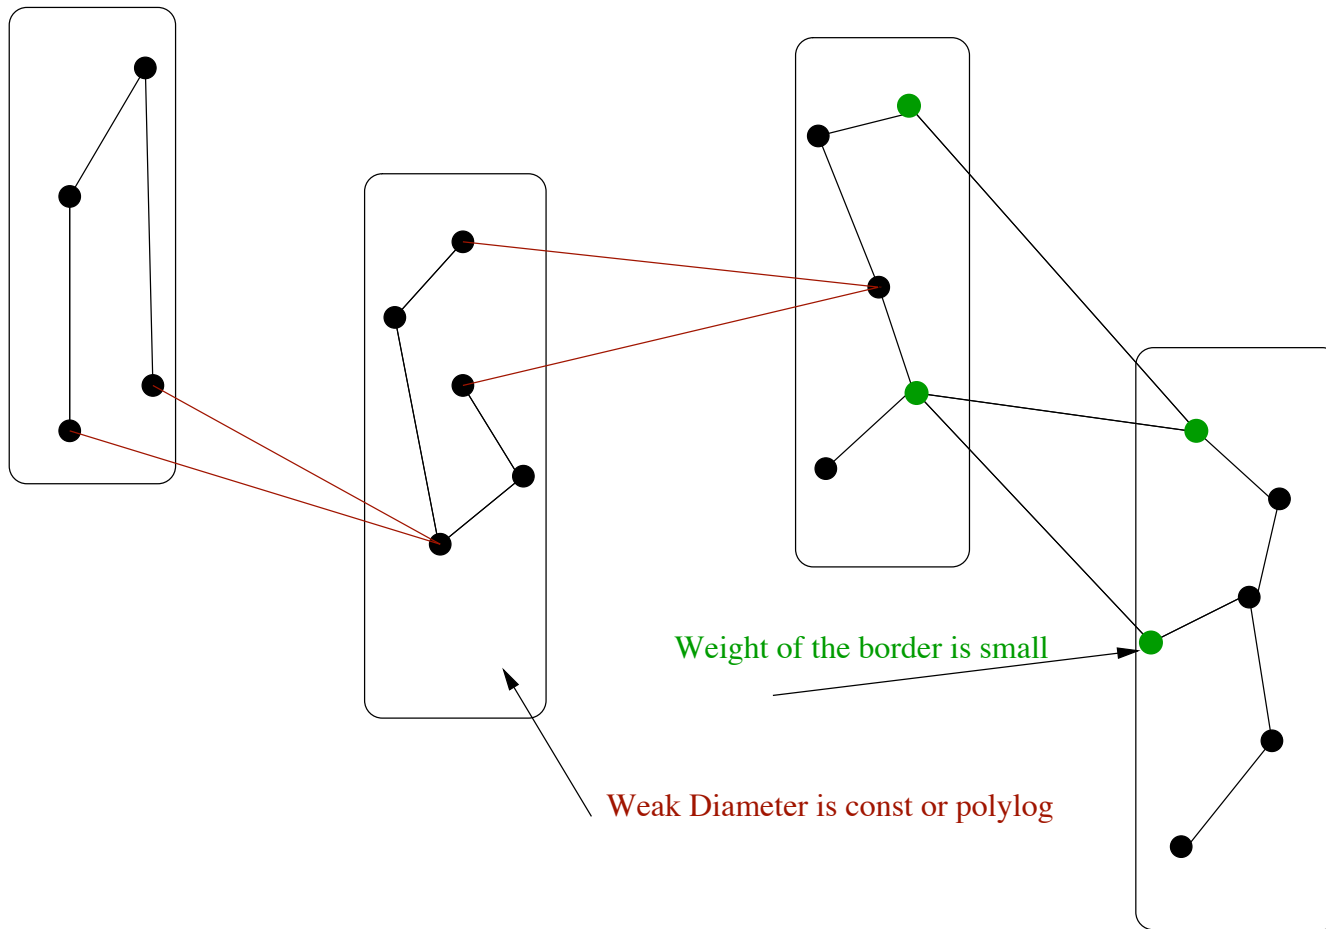 Weight of the border is small
Weak Diameter is const or polylog